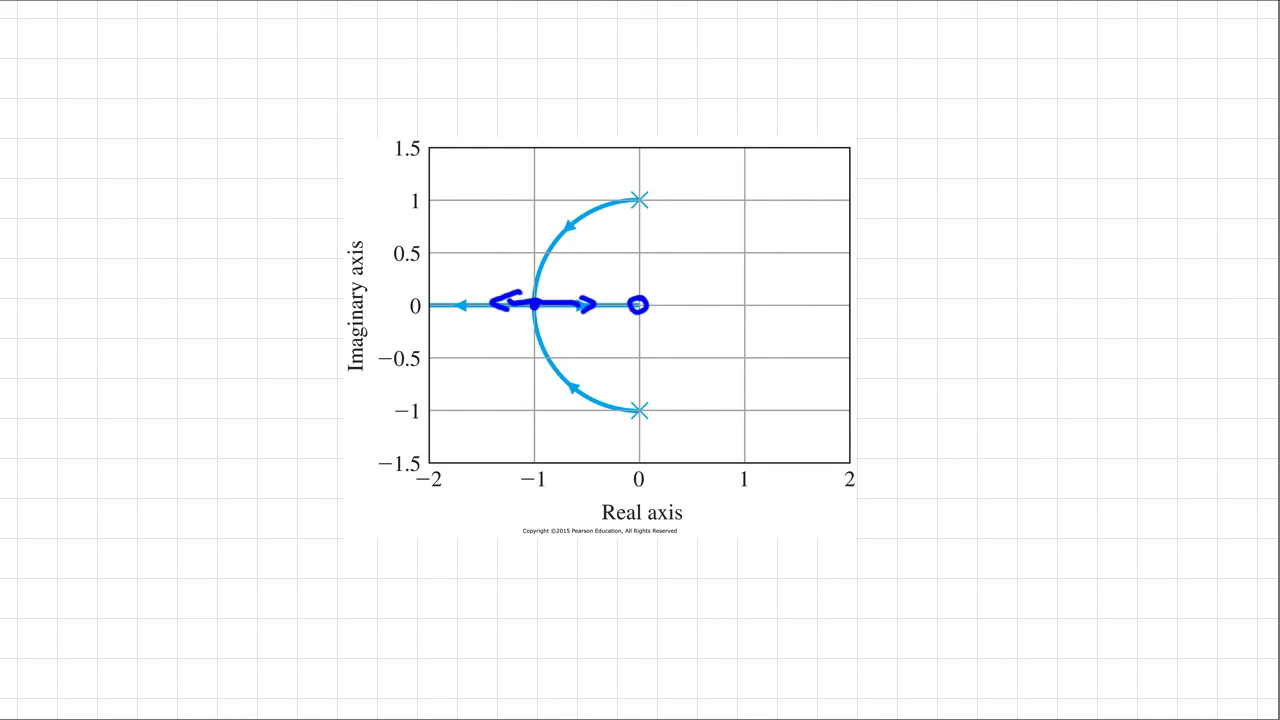 1.5
1
0.5
0
−0.5
−1
−1.5
Imaginary axis
−2 −1 0 1 2
Real axis
Copyright ©2015 Pearson Education, All Rights Reserved